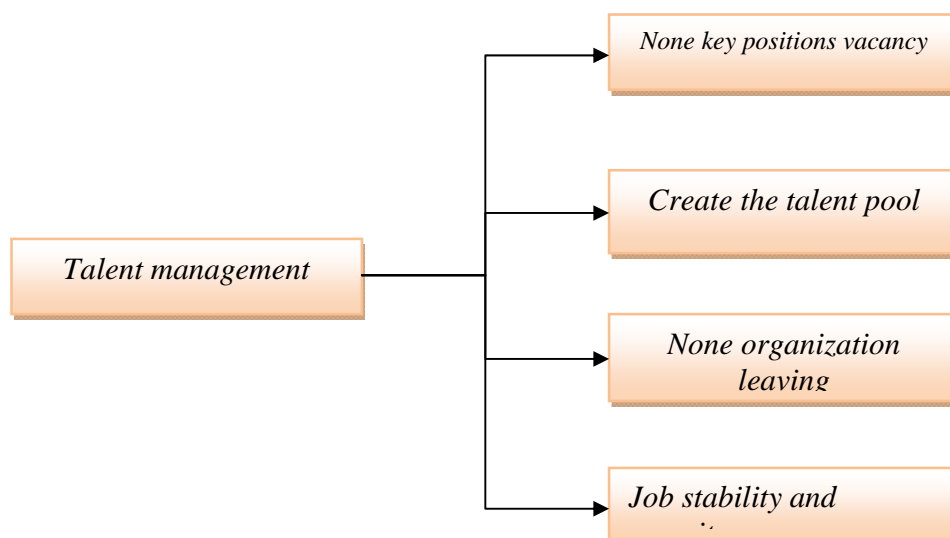 None key positions vacancy
Create the talent pool
Talent management
None organization
leaving
Job stability and